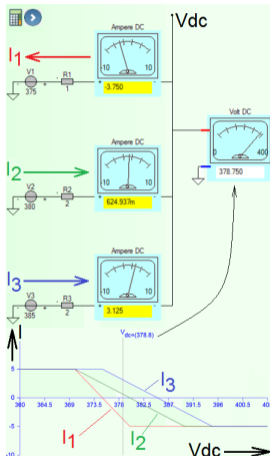 Ampere DC
Vdc
I1
-10 10
V1 R1
375 1
- +
-3.750
Volt DC
0 400
378.750
Ampere DC
I2
-10 10
V2 R2
380 2
- +
624.937m
Ampere DC
I3
-10 10
V3 R3
385 2
- +
3.125
I
Vdc=(378.8)
10
5
0
-5
-10
I3
360 364.5 369 373.5 378 382.5 387 391.5 396 40
I1
I2
Vdc